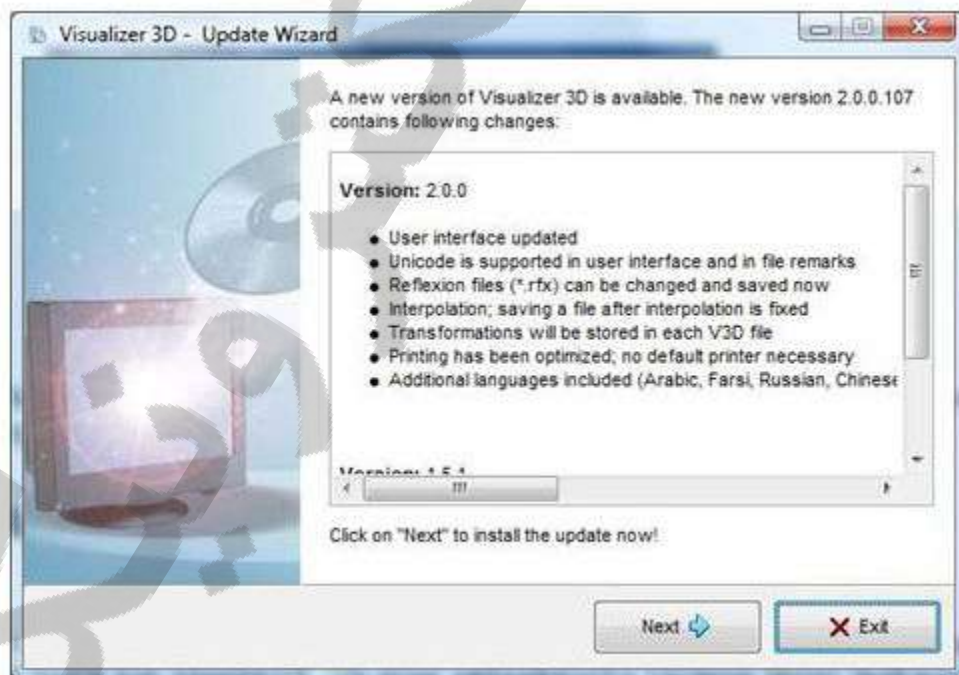 Visualizer 3D - Update Wizard
A new version of Visualizer 3D is available. The new version 2.0.0.107
contains following changes:
Version: 2.0.0
• User interface updated
• Unicode is supported in user interface and in file remarks
• Reflexion files (*.rfx) can be changed and saved now
• Interpolation; saving a file after interpolation is fixed
• Transformations will be stored in each V3D file
• Printing has been optimized; no default printer necessary
• Additional languages included (Arabic, Farsi, Russian, Chinese
Version: 1.5.1
Click on "Next" to install the update now!
Next
Exit